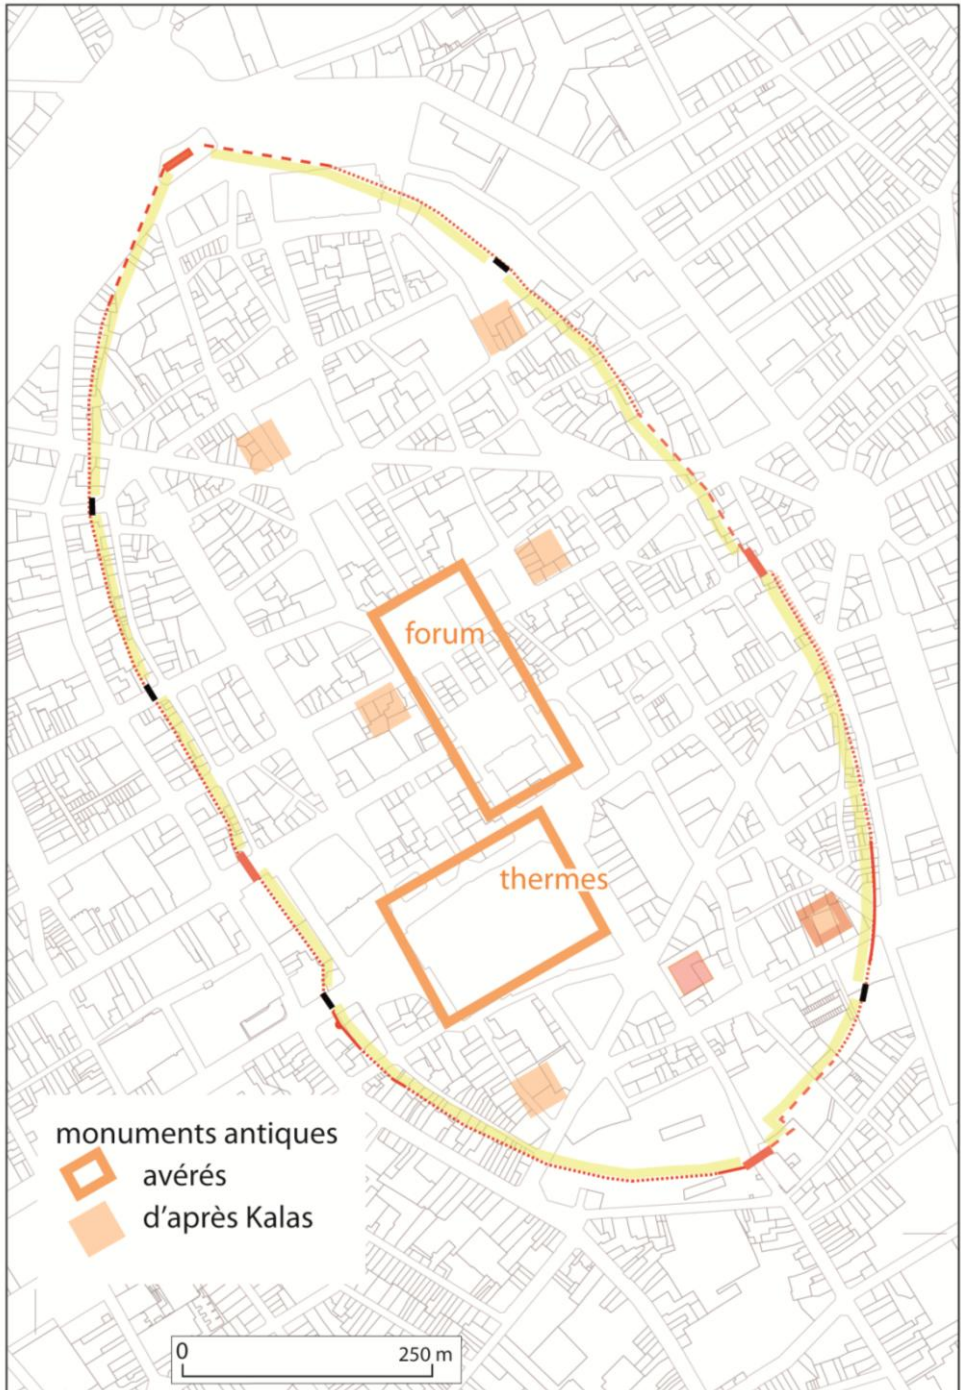 forum
thermes
monuments antiques
avérés
d'après Kalas
0 250 m